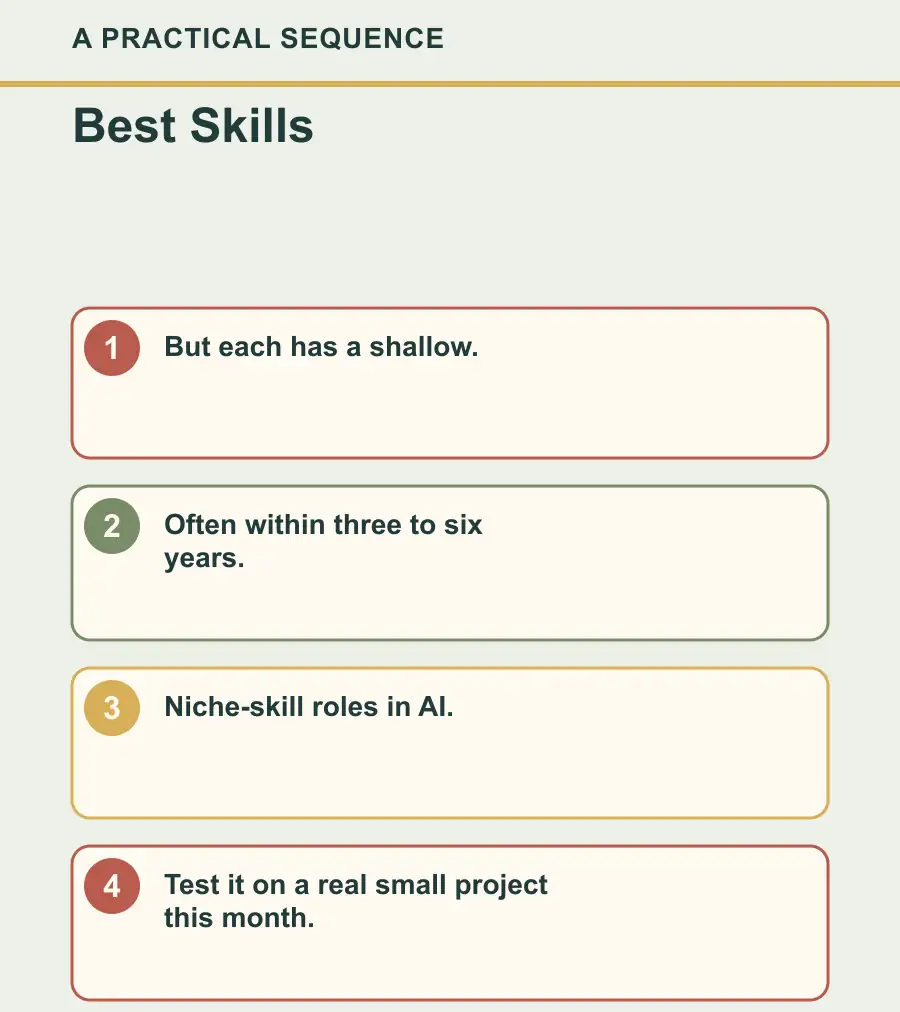 A PRACTICAL SEQUENCE
Best Skills
1
But each has a shallow.
2
Often within three to six
years.
3
Niche-skill roles in AI.
4
Test it on a real small project
this month.